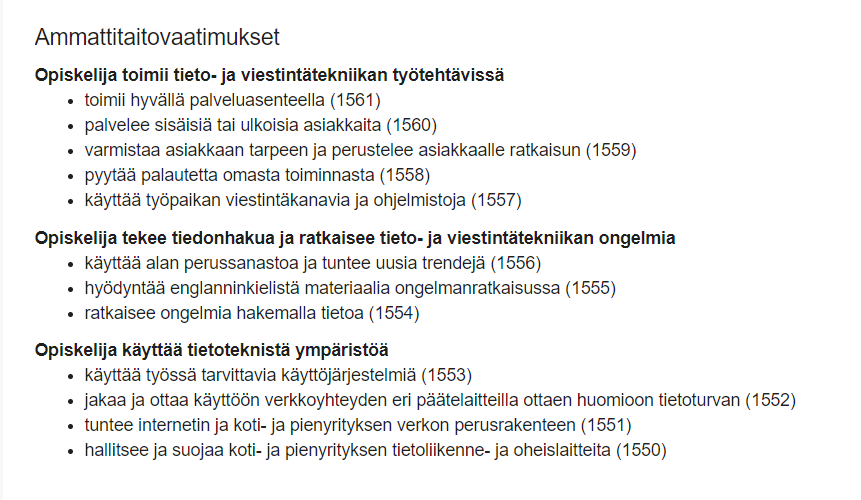 Ammattitaitovaatimukset
Opiskelija toimii tieto- ja viestintätekniikan työtehtävissä
• toimii hyvällä palveluasenteella (1561)
• palvelee sisäisiä tai ulkoisia asiakkaita (1560)
• varmistaa asiakkaan tarpeen ja perustelee asiakkaalle ratkaisun (1559)
• pyytää palautetta omasta toiminnasta (1558)
• käyttää työpaikan viestintäkanavia ja ohjelmistoja (1557)
Opiskelija tekee tiedonhakua ja ratkaisee tieto- ja viestintätekniikan ongelmia
• käyttää alan perussanastoa ja tuntee uusia trendejä (1556)
• hyödyntää englanninkielistä materiaalia ongelmanratkaisussa (1555)
• ratkaisee ongelmia hakemalla tietoa (1554)
Opiskelija käyttää tietoteknistä ympäristöä
• käyttää työssä tarvittavia käyttöjärjestelmiä (1553)
• jakaa ja ottaa käyttöön verkkoyhteyden eri päätelaitteilla ottaen huomioon tietoturvan (1552)
• tuntee internetin ja koti- ja pienyrityksen verkon perusrakenteen (1551)
• hallitsee ja suojaa koti- ja pienyrityksen tietoliikenne- ja oheislaitteita (1550)